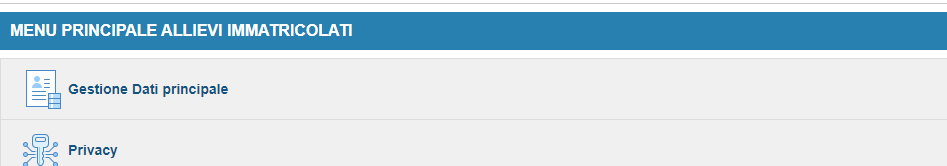 MENU PRINCIPALE ALLIEVI IMMATRICOLATI
Gestione Dati principale
Privacy